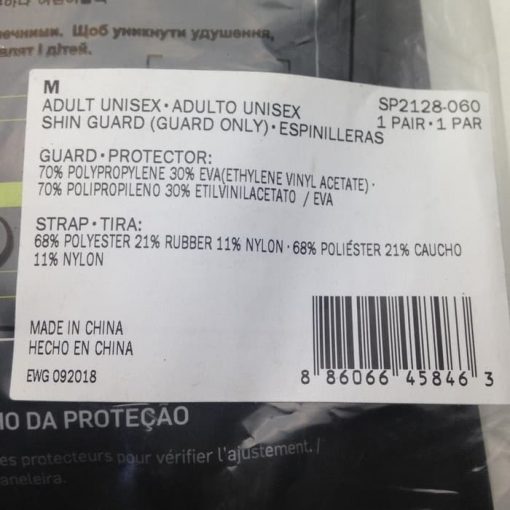 нечными. Щоб уникнути удушення,
і дітей.
M
ADULT UNISEX • ADULTO UNISEX SP2128-060
SHIN GUARD (GUARD ONLY) • ESPINILLERAS 1 PAIR • 1 PAR
GUARD • PROTECTOR:
70% POLYPROPYLENE 30% EVA(ETHYLENE VINYL ACETATE) •
70% POLIPROPILENO 30% ETILVINILACETATO / EVA
STRAP • TIRA:
68% POLYESTER 21% RUBBER 11% NYLON • 68% POLIÉSTER 21% CAUCHO
11% NYLON
MADE IN CHINA
HECHO EN CHINA
EWG 092018
8 86066 45846 3
DA PROTEÇÃO
es protecteurs pour vérifier l'ajustement. /
aneleira.